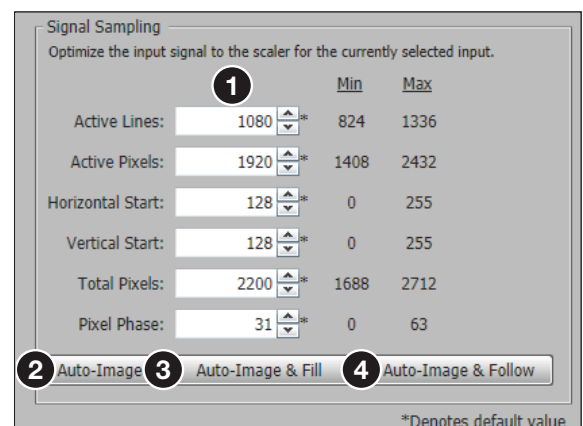 Signal Sampling
Optimize the input signal to the scaler for the currently selected input.
1 Min Max
Active Lines: 1080 * 824 1336
Active Pixels: 1920 * 1408 2432
Horizontal Start: 128 * 0 255
Vertical Start: 128 * 0 255
Total Pixels: 2200 * 1688 2712
Pixel Phase: 31 * 0 63
2 Auto-Image 3 Auto-Image & Fill 4 Auto-Image & Follow
*Denotes default value